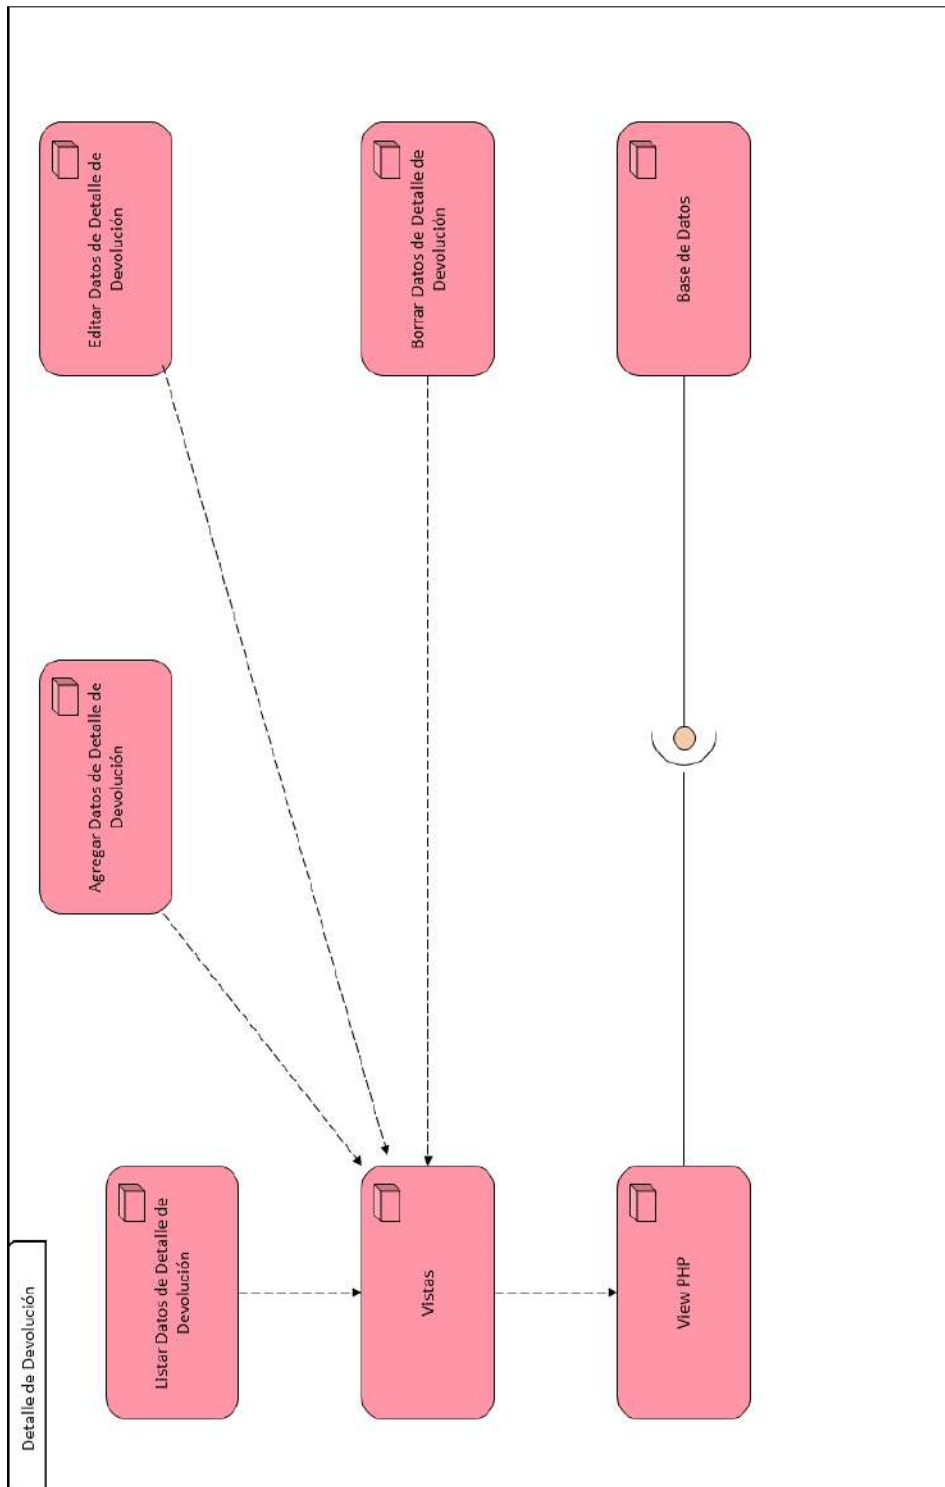 Detalle de Devolución
Listar Datos de Detalle de
Devolución
Agregar Datos de Detalle de
Devolución
Editar Datos de Detalle de
Devolución
Vistas
Borrar Datos de Detalle de
Devolución
View PHP
Base de Datos